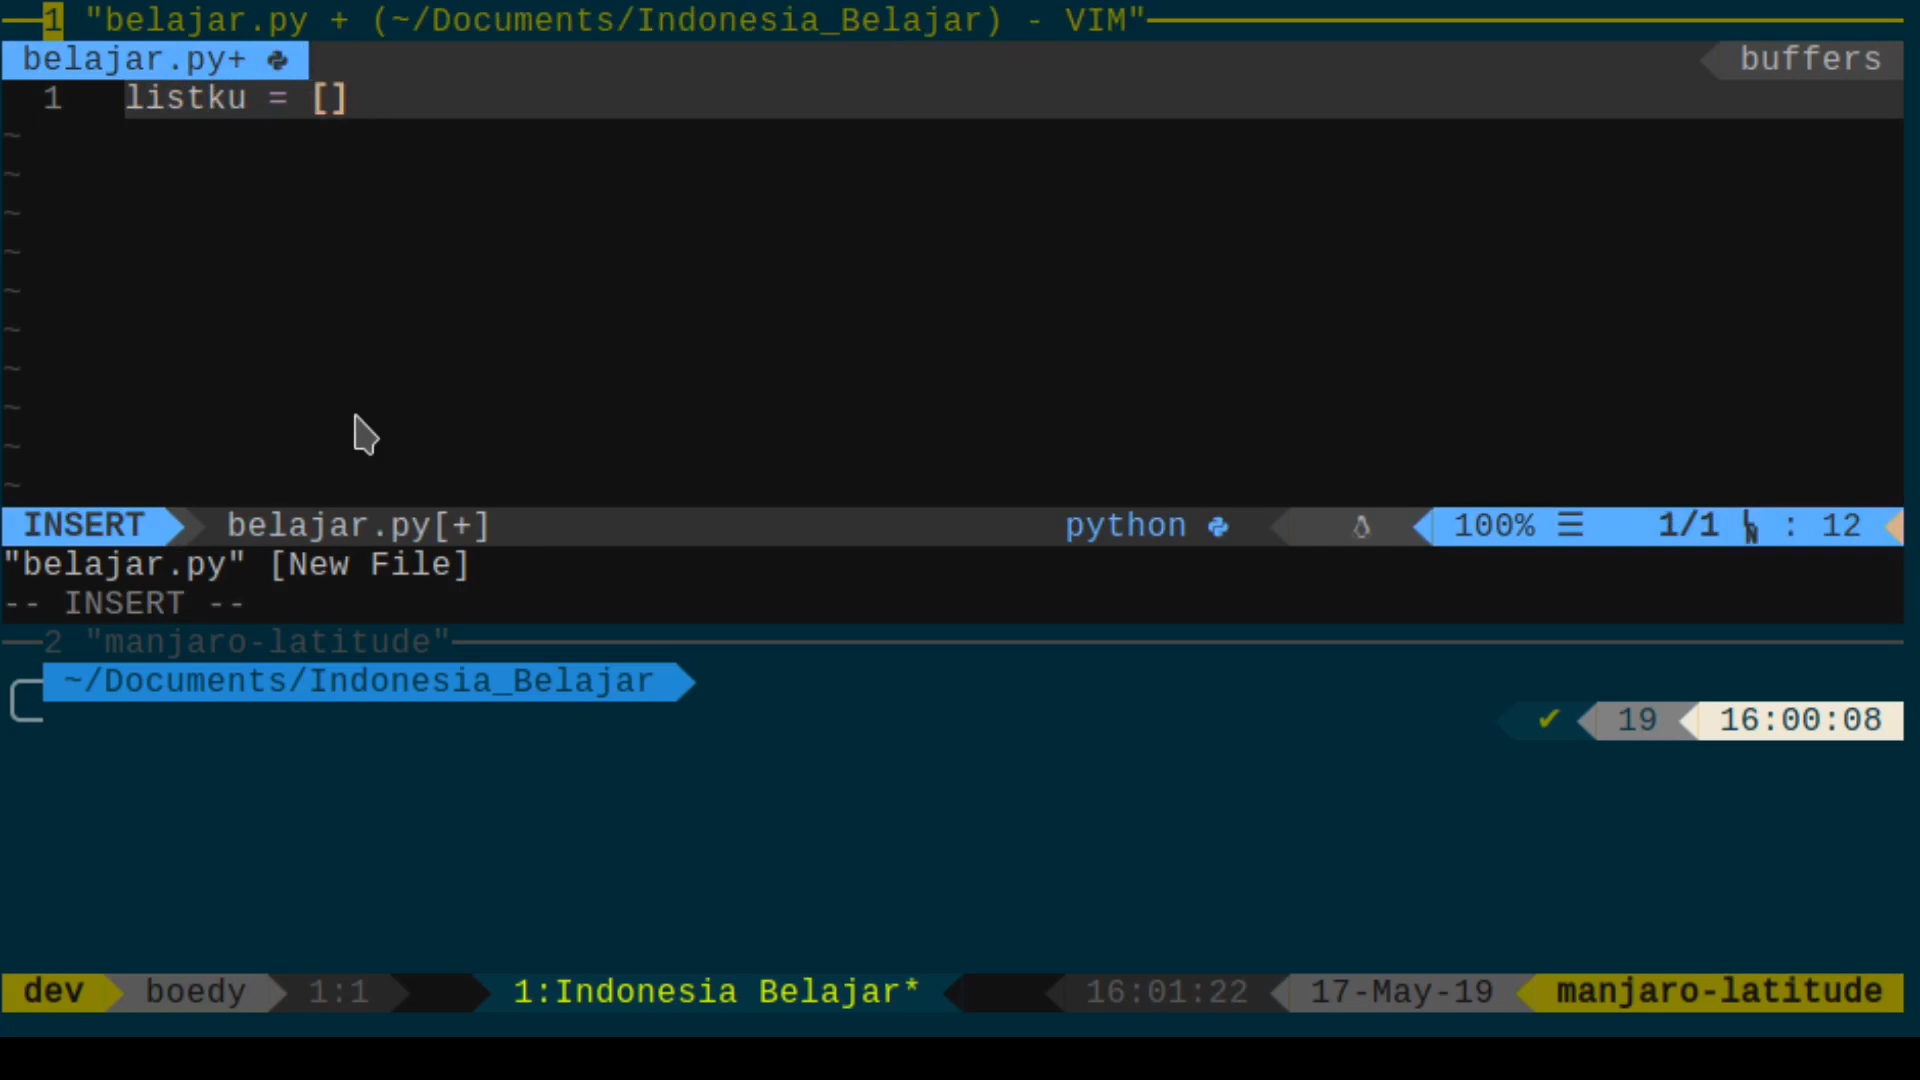 1 "belajar.py + (~/Documents/Indonesia_Belajar) - VIM"
belajar.py+ buffers
1 listku = []
~
~
~
~
~
~
~
~
~
~
INSERT belajar.py[+] python 100% ☰ 1/1 ␤ : 12
"belajar.py" [New File]
-- INSERT --
2 "manjaro-latitude"
~/Documents/Indonesia_Belajar
✔ 19 16:00:08
dev boedy 1:1 1:Indonesia Belajar* 16:01:22 17-May-19 manjaro-latitude